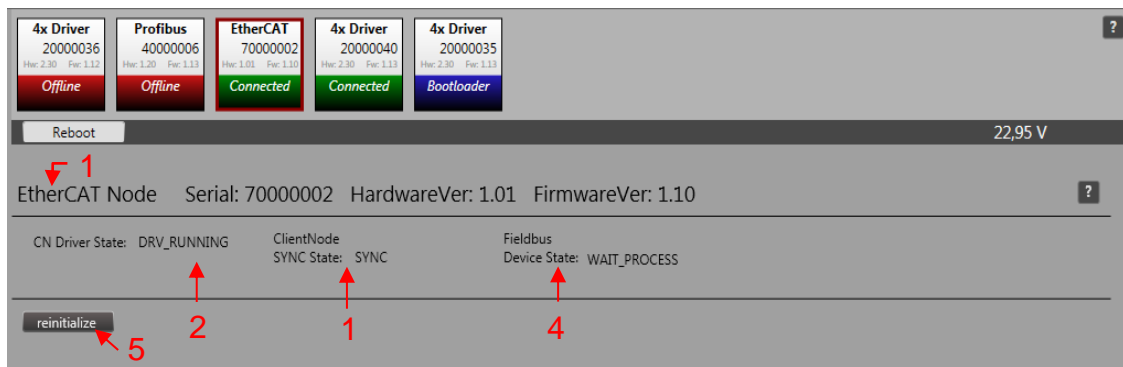 4x Driver
20000036
Hw: 2.30 Fw: 1.12
Offline
Profibus
40000006
Hw: 1.20 Fw: 1.13
Offline
EtherCAT
70000002
Hw: 1.01 Fw: 1.10
Connected
4x Driver
20000040
Hw: 2.30 Fw: 1.13
Connected
4x Driver
20000035
Hw: 2.30 Fw: 1.13
Bootloader
?
Reboot
22,95 V
1
EtherCAT Node Serial: 70000002 HardwareVer: 1.01 FirmwareVer: 1.10
?
CN Driver State: DRV_RUNNING
ClientNode
SYNC State: SYNC
Fieldbus
Device State: WAIT_PROCESS
2
1
4
reinitialize
5